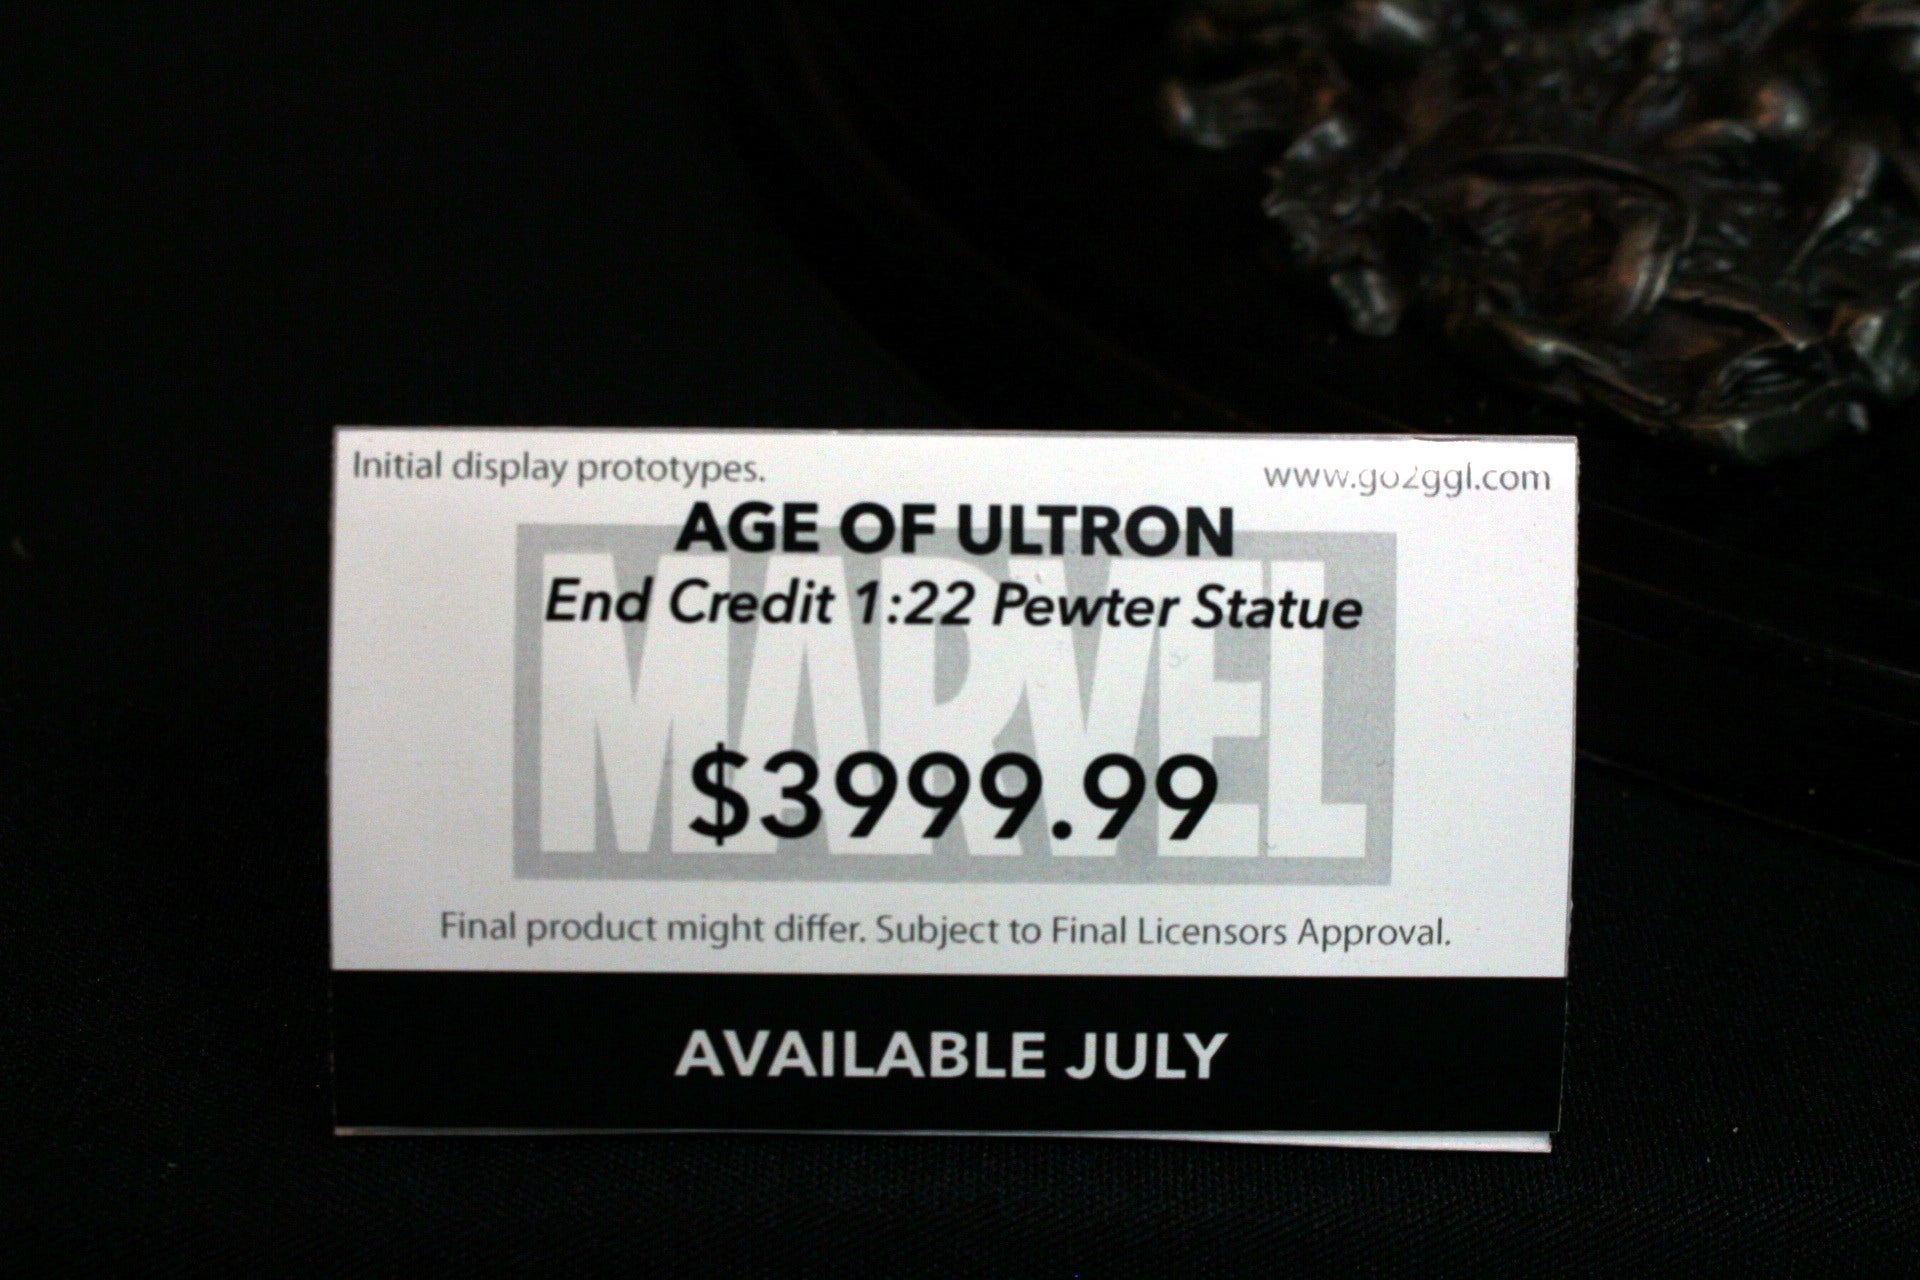 Initial display prototypes.
www.go2ggl.com
AGE OF ULTRON
End Credit 1:22 Pewter Statue
MARVEL
$3999.99
Final product might differ. Subject to Final Licensors Approval.
AVAILABLE JULY